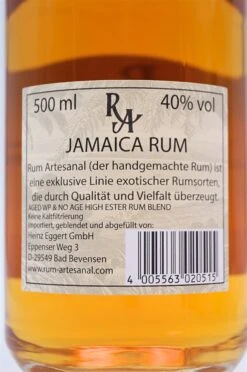 500 ml
RA
40% vol
JAMAICA RUM
Rum Artesanal (der handgemachte Rum) ist
eine exklusive Linie exotischer Rumsorten,
die durch Qualität und Vielfalt überzeugt.
AGED WP & NO AGE HIGH ESTER RUM BLEND
Keine Kaltfiltrierung
importiert, geblendet und abgefüllt von:
Heinz Eggert GmbH
Eppenser Weg 3
D-29549 Bad Bevensen
www.rum-artesanal.com
4 005563 020515